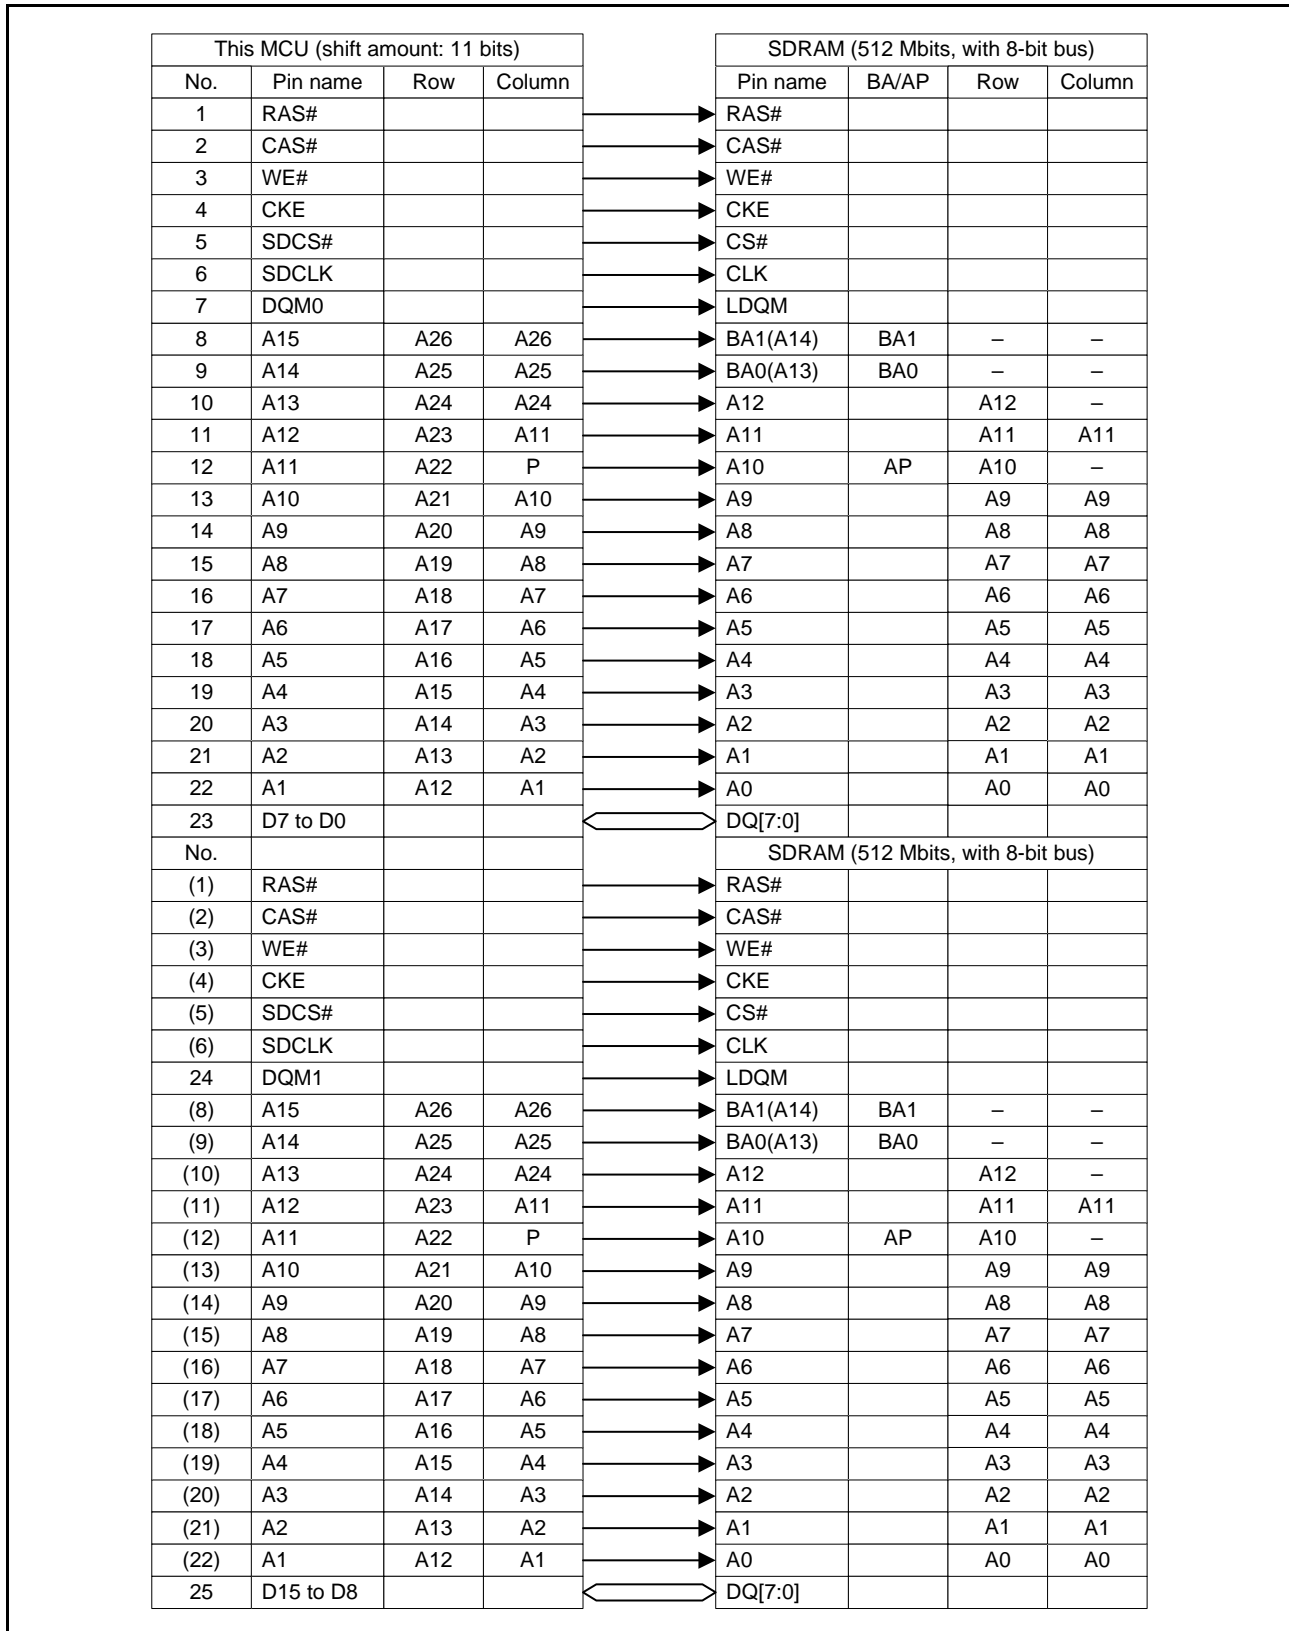 This MCU (shift amount: 11 bits) SDRAM (512 Mbits, with 8-bit bus)
No. Pin name Row Column Pin name BA/AP Row Column
1 RAS# RAS#
2 CAS# CAS#
3 WE# WE#
4 CKE CKE
5 SDCS# CS#
6 SDCLK CLK
7 DQM0 LDQM
8 A15 A26 A26 BA1(A14) BA1 – –
9 A14 A25 A25 BA0(A13) BA0 – –
10 A13 A24 A24 A12 A12 –
11 A12 A23 A11 A11 A11 A11
12 A11 A22 P A10 AP A10 –
13 A10 A21 A10 A9 A9 A9
14 A9 A20 A9 A8 A8 A8
15 A8 A19 A8 A7 A7 A7
16 A7 A18 A7 A6 A6 A6
17 A6 A17 A6 A5 A5 A5
18 A5 A16 A5 A4 A4 A4
19 A4 A15 A4 A3 A3 A3
20 A3 A14 A3 A2 A2 A2
21 A2 A13 A2 A1 A1 A1
22 A1 A12 A1 A0 A0 A0
23 D7 to D0 DQ[7:0]
No. SDRAM (512 Mbits, with 8-bit bus)
(1) RAS# RAS#
(2) CAS# CAS#
(3) WE# WE#
(4) CKE CKE
(5) SDCS# CS#
(6) SDCLK CLK
24 DQM1 LDQM
(8) A15 A26 A26 BA1(A14) BA1 – –
(9) A14 A25 A25 BA0(A13) BA0 – –
(10) A13 A24 A24 A12 A12 –
(11) A12 A23 A11 A11 A11 A11
(12) A11 A22 P A10 AP A10 –
(13) A10 A21 A10 A9 A9 A9
(14) A9 A20 A9 A8 A8 A8
(15) A8 A19 A8 A7 A7 A7
(16) A7 A18 A7 A6 A6 A6
(17) A6 A17 A6 A5 A5 A5
(18) A5 A16 A5 A4 A4 A4
(19) A4 A15 A4 A3 A3 A3
(20) A3 A14 A3 A2 A2 A2
(21) A2 A13 A2 A1 A1 A1
(22) A1 A12 A1 A0 A0 A0
25 D15 to D8 DQ[7:0]